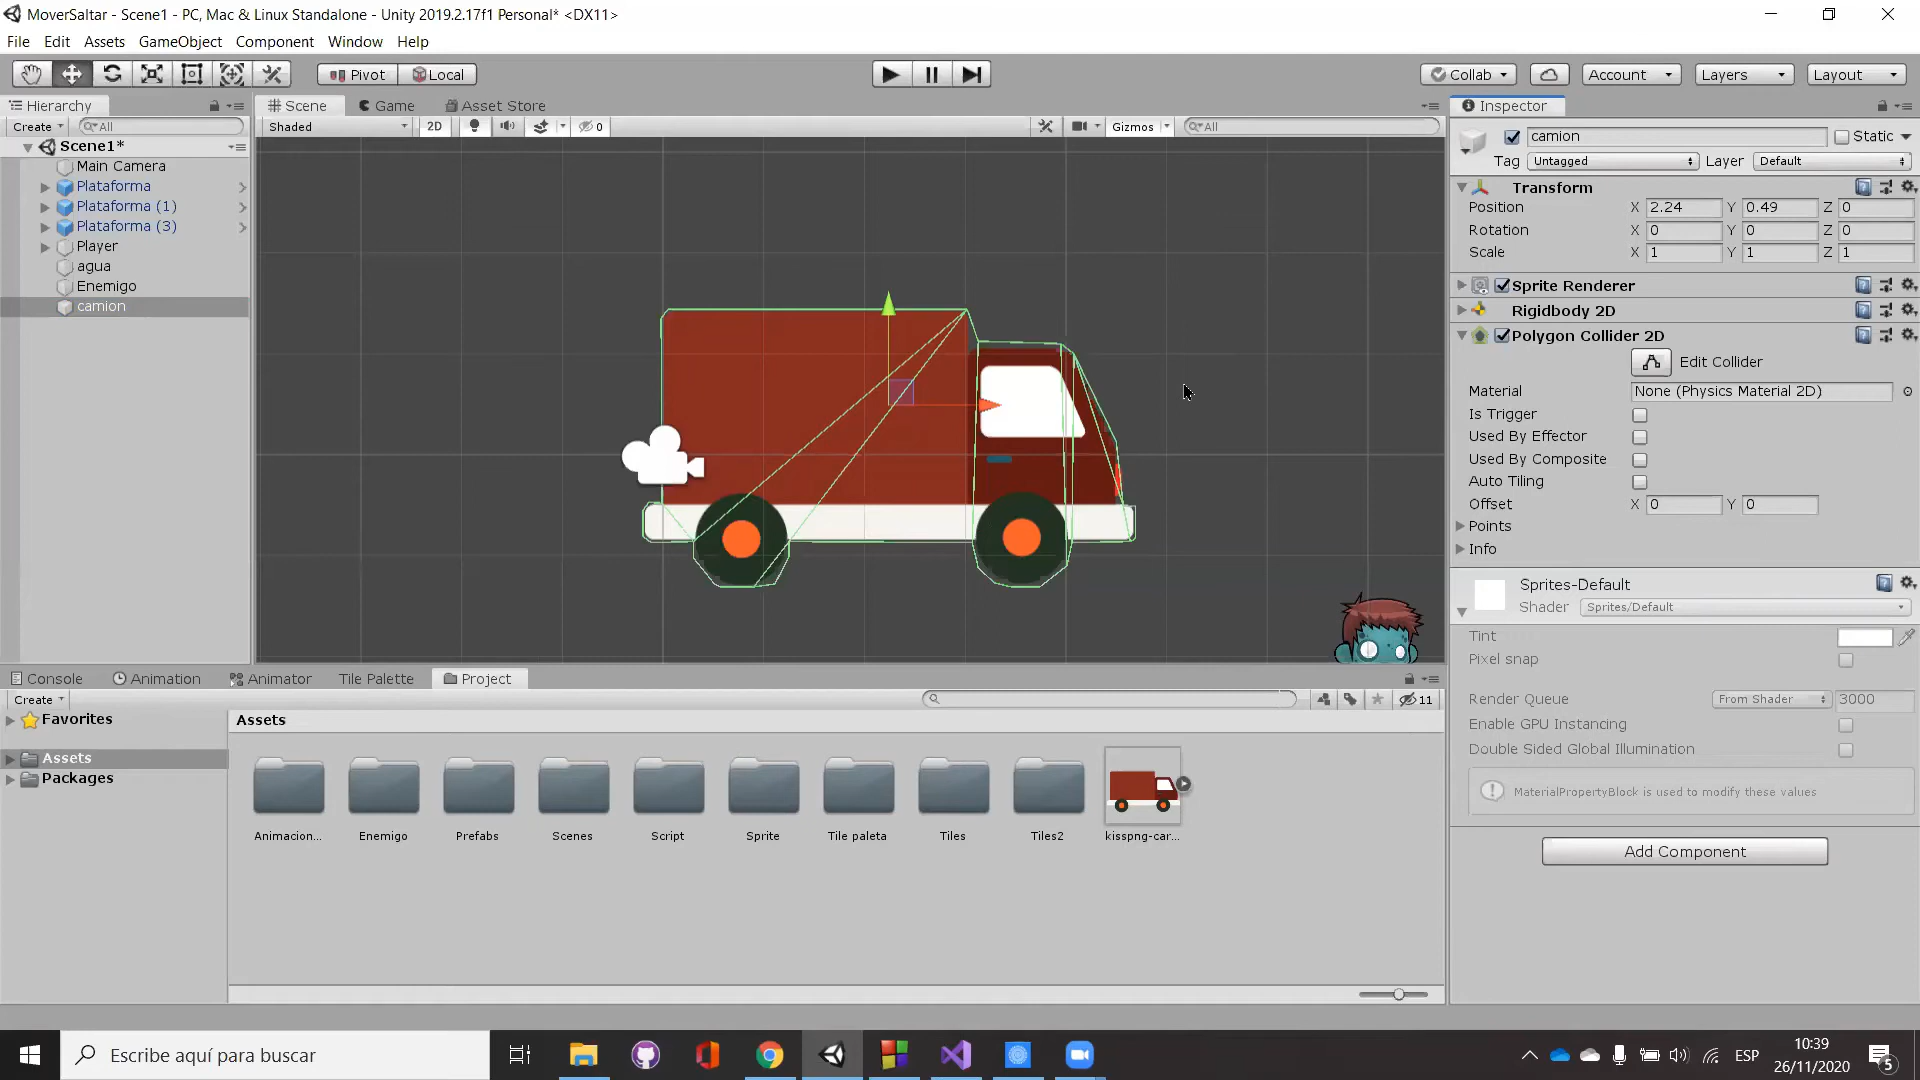 MoverSaltar - Scene1 - PC, Mac & Linux Standalone - Unity 2019.2.17f1 Personal* <DX11>
File Edit Assets GameObject Component Window Help
Pivot Local Collab Account Layers Layout
Hierarchy
Create All
Scene1*
Main Camera
Plataforma
Plataforma (1)
Plataforma (3)
Player
agua
Enemigo
camion
Scene Game Asset Store
Shaded 2D 0 Gizmos All
Inspector
camion Static
Tag Untagged Layer Default
Transform
Position X 2.24 Y 0.49 Z 0
Rotation X 0 Y 0 Z 0
Scale X 1 Y 1 Z 1
Sprite Renderer
Rigidbody 2D
Polygon Collider 2D
Edit Collider
Material None (Physics Material 2D)
Is Trigger
Used By Effector
Used By Composite
Auto Tiling
Offset X 0 Y 0
Points
Info
Sprites-Default
Shader Sprites/Default
Tint
Pixel snap
Render Queue From Shader 3000
Enable GPU Instancing
Double Sided Global Illumination
MaterialPropertyBlock is used to modify these values
Add Component
Console Animation Animator Tile Palette Project
Create 11
Favorites
Assets
Packages
Assets
Animacion... Enemigo Prefabs Scenes Script Sprite Tile paleta Tiles Tiles2 kisspng-car...
Escribe aquí para buscar
ESP
10:39
26/11/2020
5